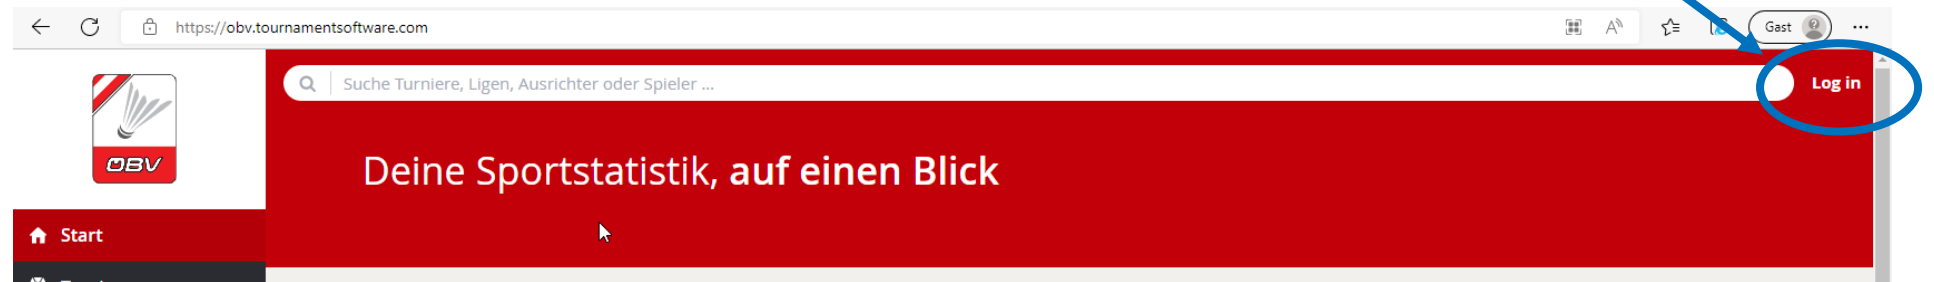 https://obv.tournamentsoftware.com
Gast
Suche Turniere, Ligen, Ausrichter oder Spieler ...
Log in
ÖBV
Deine Sportstatistik, auf einen Blick
Start